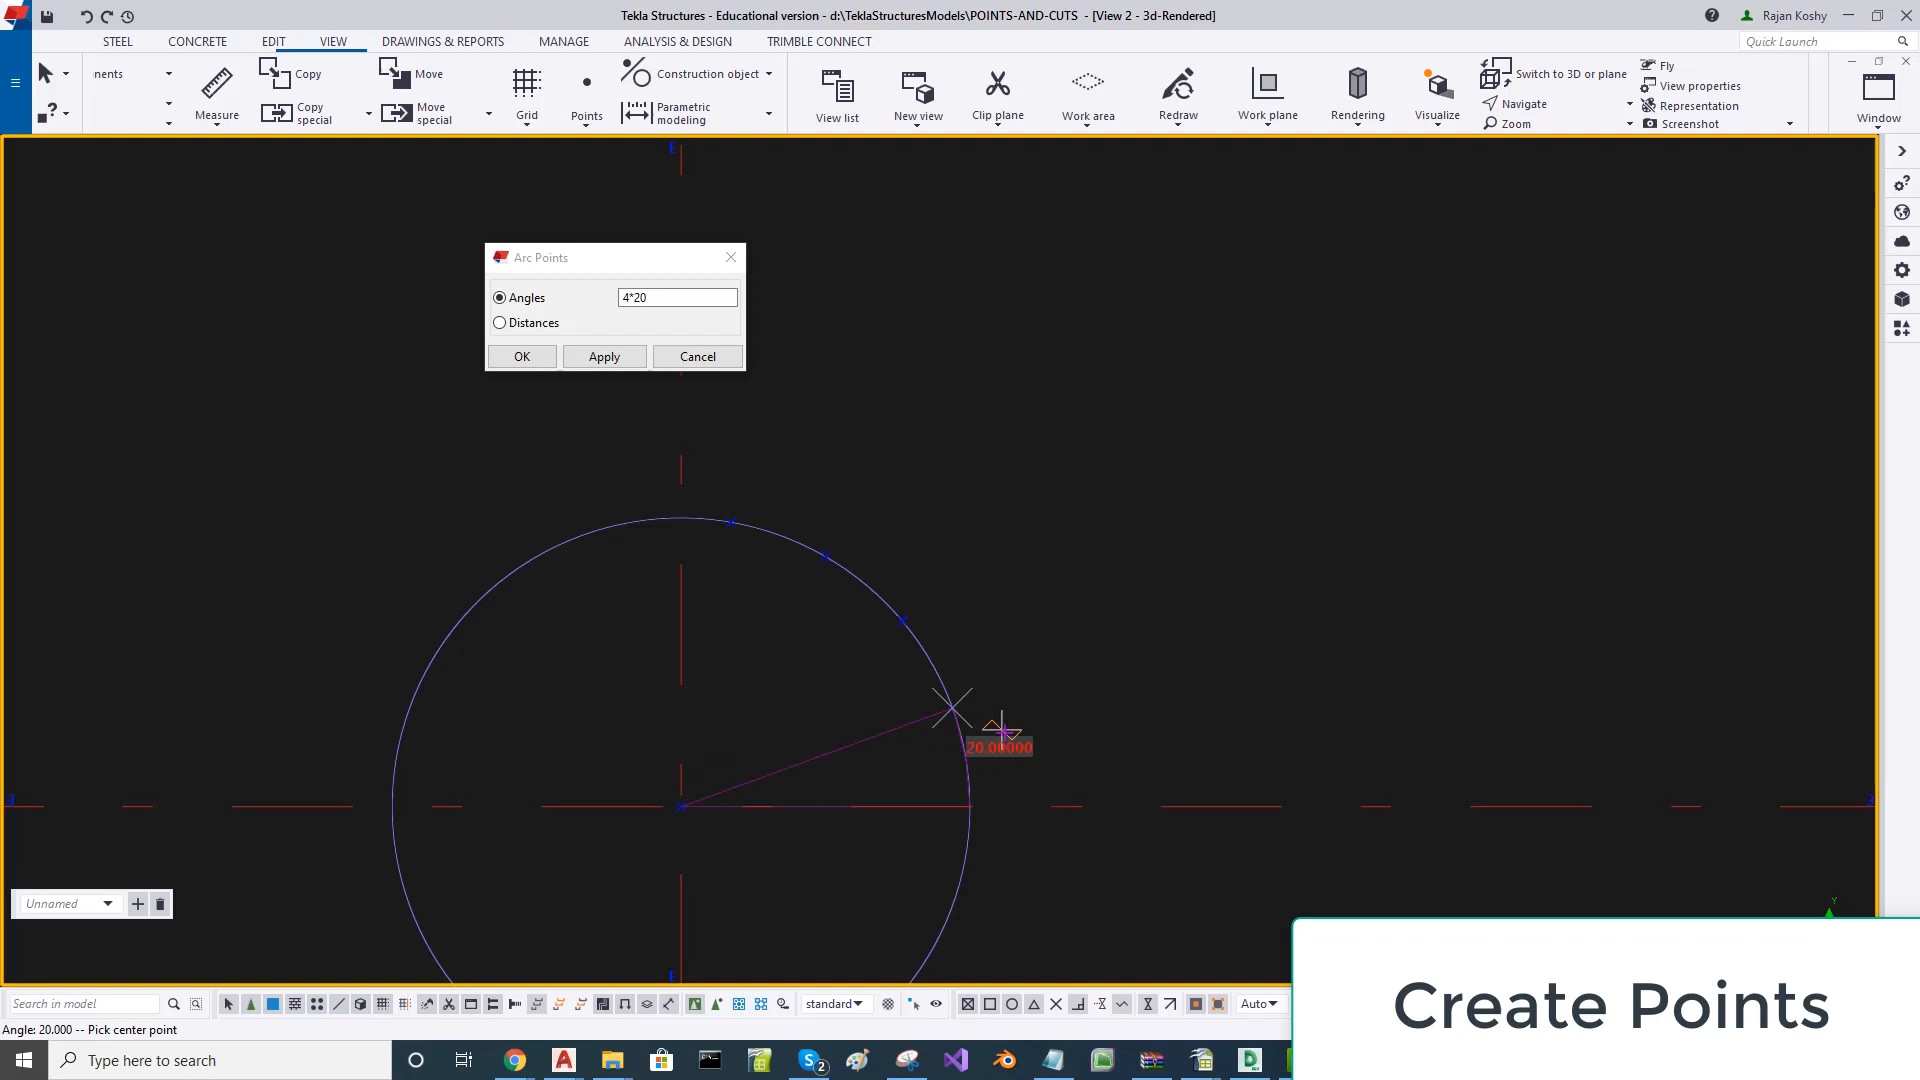 Tekla Structures - Educational version - d:\TeklaStructuresModels\POINTS-AND-CUTS - [View 2 - 3d-Rendered]
Rajan Koshy
STEEL
CONCRETE
EDIT
VIEW
DRAWINGS & REPORTS
MANAGE
ANALYSIS & DESIGN
TRIMBLE CONNECT
Quick Launch
nents
Measure
Copy
Copy special
Move
Move special
Grid
Points
Construction object
Parametric modeling
View list
New view
Clip plane
Work area
Redraw
Work plane
Rendering
Visualize
Switch to 3D or plane
Navigate
Zoom
Fly
View properties
Representation
Screenshot
Window
E
Arc Points
Angles
4*20
Distances
OK
Apply
Cancel
20.00000
3
3
Unnamed
Y
E
Search in model
standard
Auto
Angle: 20.000 -- Pick center point
Create Points
Type here to search
2